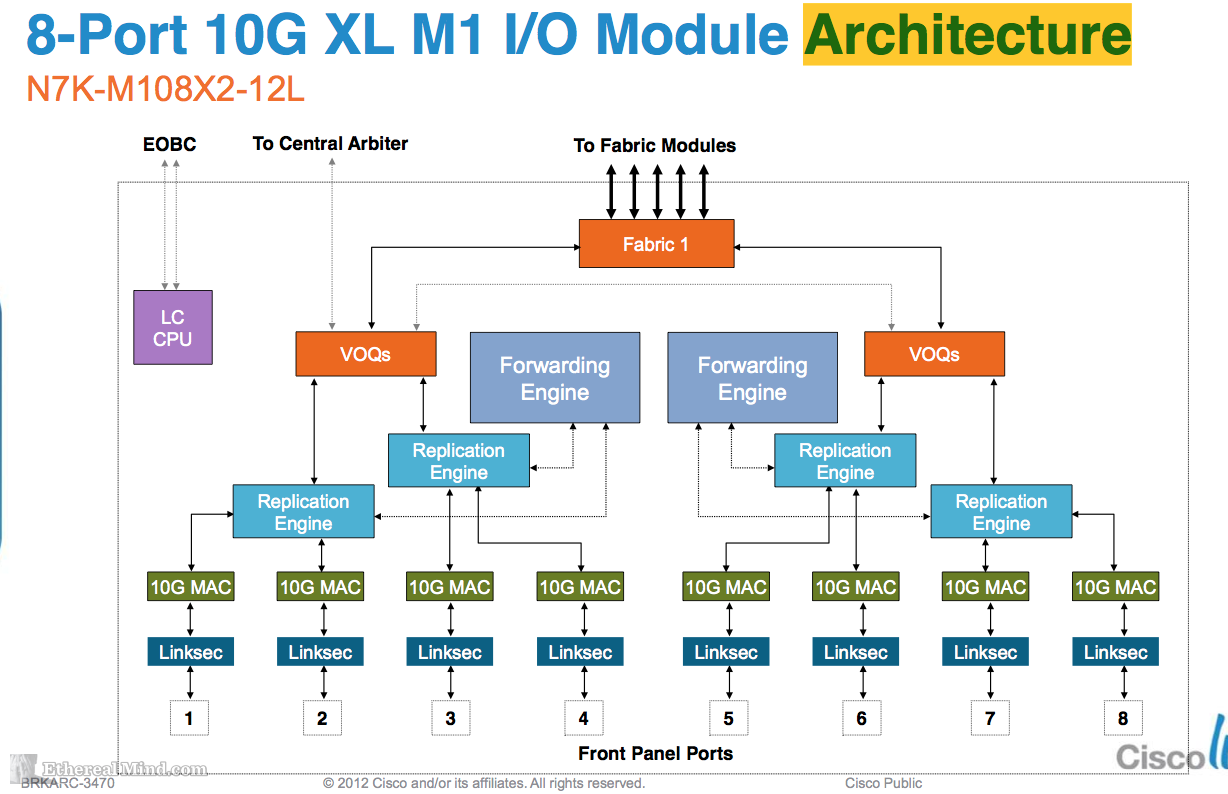 8-Port 10G XL M1 I/O Module Architecture
N7K-M108X2-12L
EOBC
To Central Arbiter
To Fabric Modules
Fabric 1
LC
CPU
VOQs
Forwarding
Engine
Forwarding
Engine
VOQs
Replication
Engine
Replication
Engine
Replication
Engine
Replication
Engine
10G MAC
10G MAC
10G MAC
10G MAC
10G MAC
10G MAC
10G MAC
10G MAC
Linksec
Linksec
Linksec
Linksec
Linksec
Linksec
Linksec
Linksec
1
2
3
4
5
6
7
8
Front Panel Ports
Cisco
EtherealMind.com
BRKARC-3470
© 2012 Cisco and/or its affiliates. All rights reserved.
Cisco Public